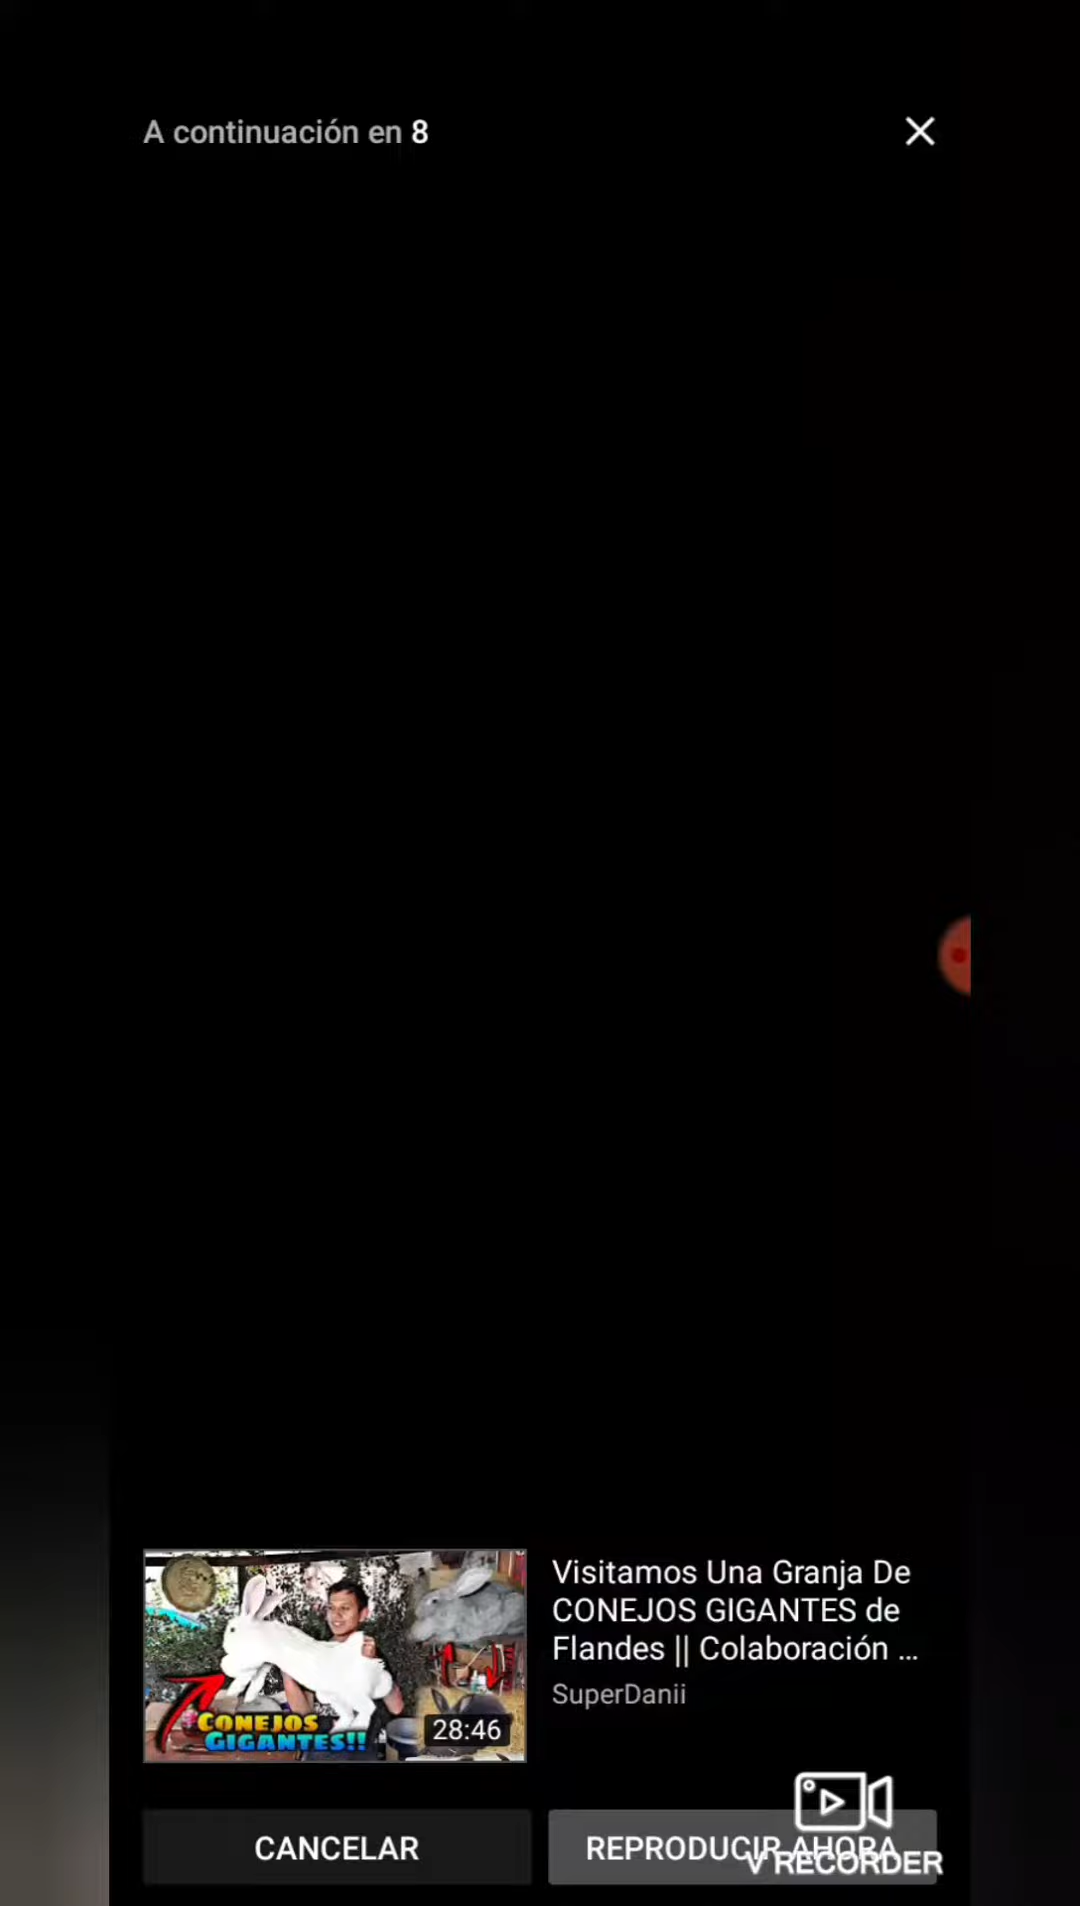 A continuación en 8
Visitamos Una Granja De
CONEJOS GIGANTES de
Flandes || Colaboración ...
SuperDanii
CONEJOS
GIGANTES!!
28:46
CANCELAR
REPRODUCIR AHORA
V RECORDER